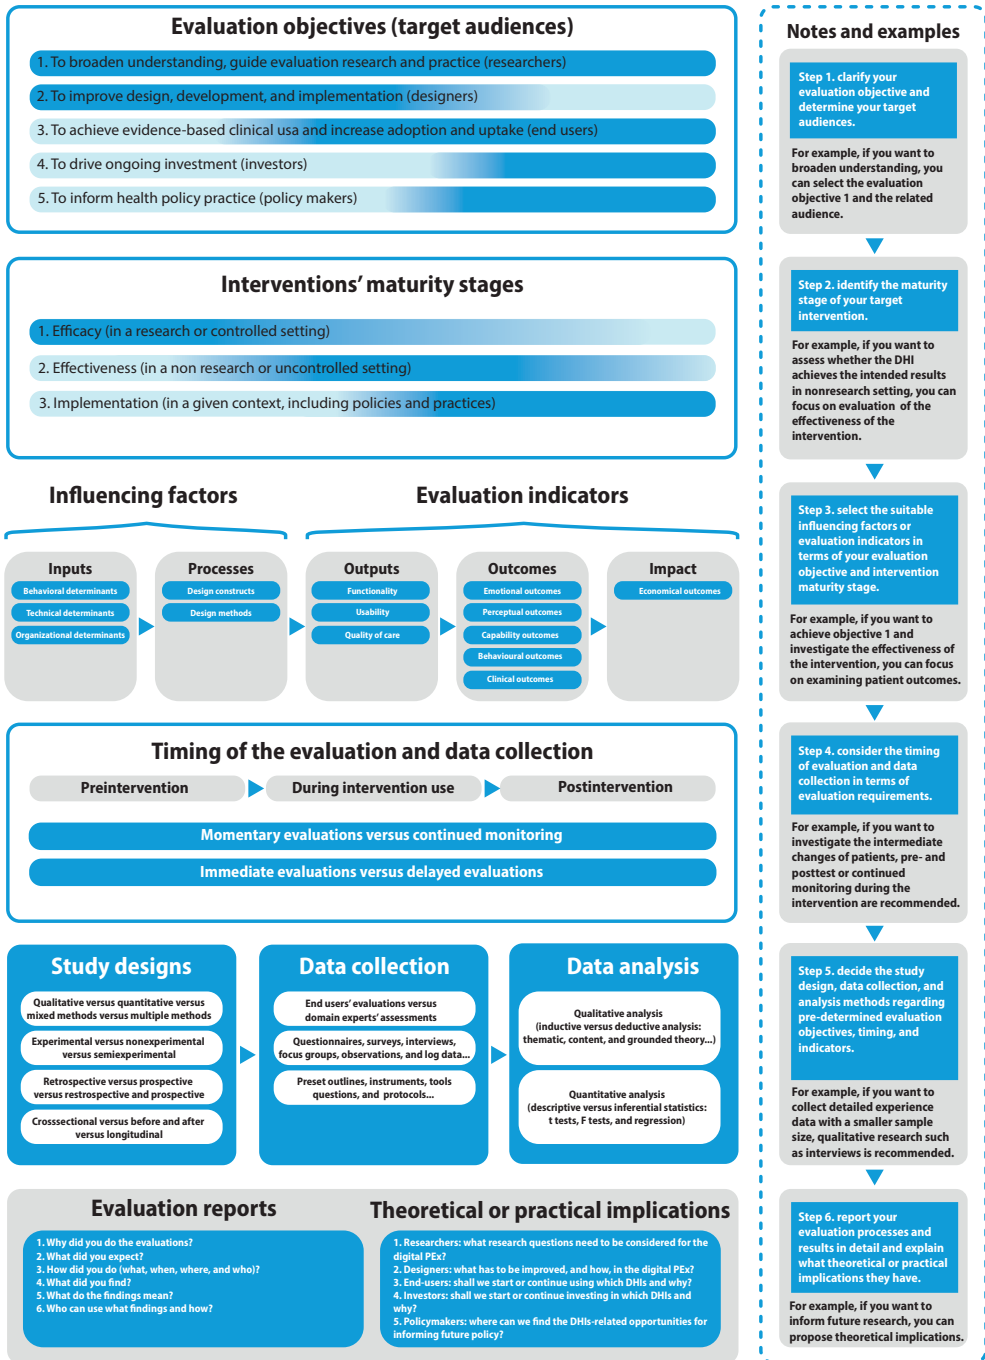 Evaluation objectives (target audiences)
1. To broaden understanding, guide evaluation research and practice (researchers)
2. To improve design, development, and implementation (designers)
3. To achieve evidence-based clinical usa and increase adoption and uptake (end users)
4. To drive ongoing investment (investors)
5. To inform health policy practice (policy makers)
Interventions' maturity stages
1. Efficacy (in a research or controlled setting)
2. Effectiveness (in a non research or uncontrolled setting)
3. Implementation (in a given context, including policies and practices)
Influencing factors
Evaluation indicators
Inputs
Behavioral determinants
Technical determinants
Organizational determinants
Processes
Design constructs
Design methods
Outputs
Functionality
Usability
Quality of care
Outcomes
Emotional outcomes
Perceptual outcomes
Capability outcomes
Behavioural outcomes
Clinical outcomes
Impact
Economical outcomes
Timing of the evaluation and data collection
Preintervention
During intervention use
Postintervention
Momentary evaluations versus continued monitoring
Immediate evaluations versus delayed evaluations
Study designs
Qualitative versus quantitative versus
mixed methods versus multiple methods
Experimental versus nonexperimental
versus semiexperimental
Retrospective versus prospective
versus restrospective and prospective
Crosssectional versus before and after
versus longitudinal
Data collection
End users' evaluations versus
domain experts' assessments
Questionnaires, surveys, interviews,
focus groups, observations, and log data...
Preset outlines, instruments, tools
questions, and protocols...
Data analysis
Qualitative analysis
(inductive versus deductive analysis:
thematic, content, and grounded theory...)
Quantitative analysis
(descriptive versus inferential statistics:
t tests, F tests, and regression)
Evaluation reports
1. Why did you do the evaluations?
2. What did you expect?
3. How did you do (what, when, where, and who)?
4. What did you find?
5. What do the findings mean?
6. Who can use what findings and how?
Theoretical or practical implications
1. Researchers: what research questions need to be considered for the
digital PEx?
2. Designers: what has to be improved, and how, in the digital PEx?
3. End-users: shall we start or continue using which DHIs and why?
4. Investors: shall we start or continue investing in which DHIs and
why?
5. Policymakers: where can we find the DHIs-related opportunities for
informing future policy?
Notes and examples
Step 1. clarify your
evaluation objective and
determine your target
audiences.
For example, if you want to
broaden understanding, you
can select the evaluation
objective 1 and the related
audience.
Step 2. identify the maturity
stage of your target
intervention.
For example, if you want to
assess whether the DHI
achieves the intended results
in nonresearch setting, you can
focus on evaluation of the
effectiveness of the
intervention.
Step 3. select the suitable
influencing factors or
evaluation indicators in
terms of your evaluation
objective and intervention
maturity stage.
For example, if you want to
achieve objective 1 and
investigate the effectiveness of
the intervention, you can focus
on examining patient outcomes.
Step 4. consider the timing
of evaluation and data
collection in terms of
evaluation requirements.
For example, if you want to
investigate the intermediate
changes of patients, pre- and
posttest or continued
monitoring during the
intervention are recommended.
Step 5. decide the study
design, data collection, and
analysis methods regarding
pre-determined evaluation
objectives, timing, and
indicators.
For example, if you want to
collect detailed experience
data with a smaller sample
size, qualitative research such
as interviews is recommended.
Step 6. report your
evaluation processes and
results in detail and explain
what theoretical or practical
implications they have.
For example, if you want to
inform future research, you can
propose theoretical implications.